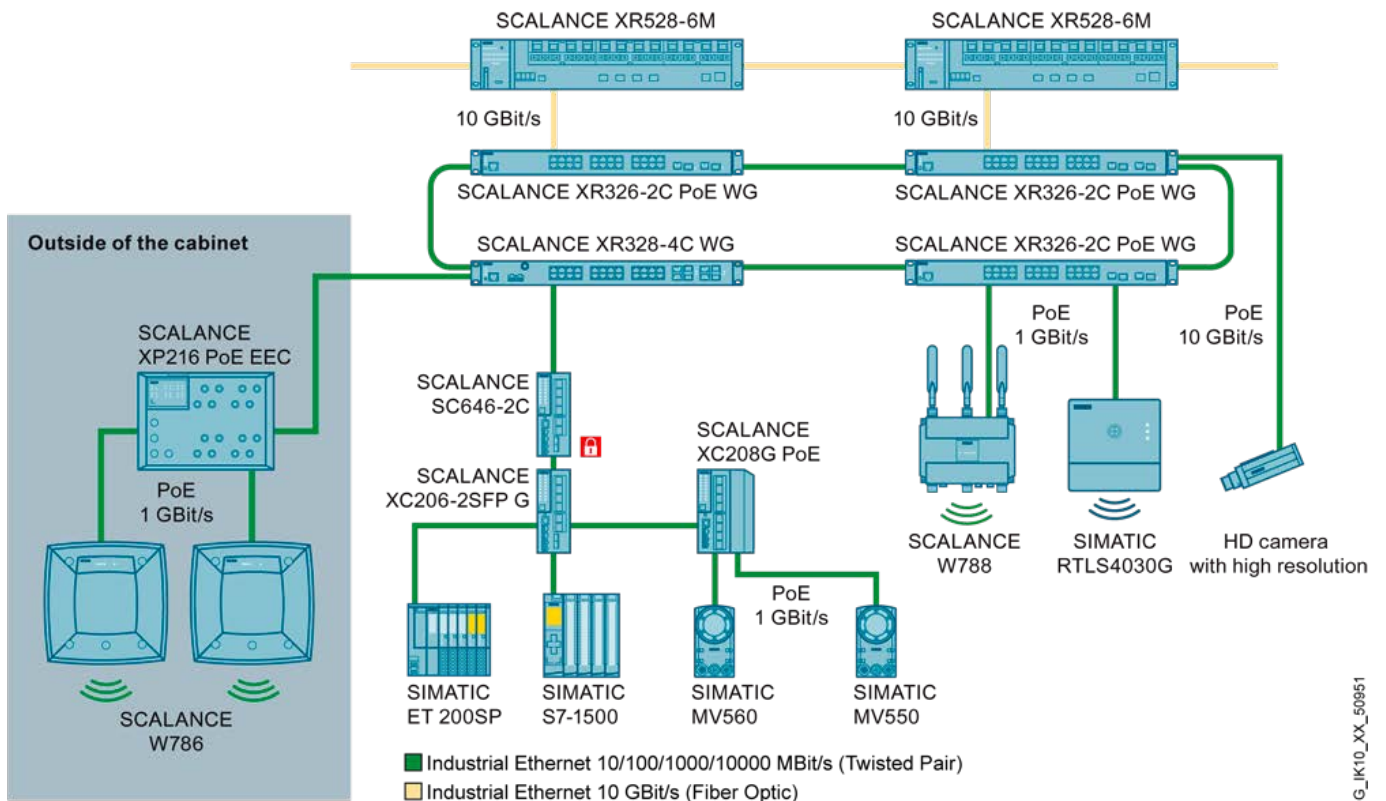 SCALANCE XR528-6M
SCALANCE XR528-6M
10 GBit/s
10 GBit/s
SCALANCE XR326-2C PoE WG
SCALANCE XR326-2C PoE WG
Outside of the cabinet
SCALANCE XR328-4C WG
SCALANCE XR326-2C PoE WG
SCALANCE
XP216 PoE EEC
PoE
1 GBit/s
PoE
10 GBit/s
SCALANCE
SC646-2C
SCALANCE
XC208G PoE
SCALANCE
XC206-2SFP G
PoE
1 GBit/s
SCALANCE
W788
SIMATIC
RTLS4030G
HD camera
with high resolution
PoE
1 GBit/s
SIMATIC
ET 200SP
SIMATIC
S7-1500
SIMATIC
MV560
SIMATIC
MV550
SCALANCE
W786
Industrial Ethernet 10/100/1000/10000 MBit/s (Twisted Pair)
Industrial Ethernet 10 GBit/s (Fiber Optic)
G_IK10_XX_50951